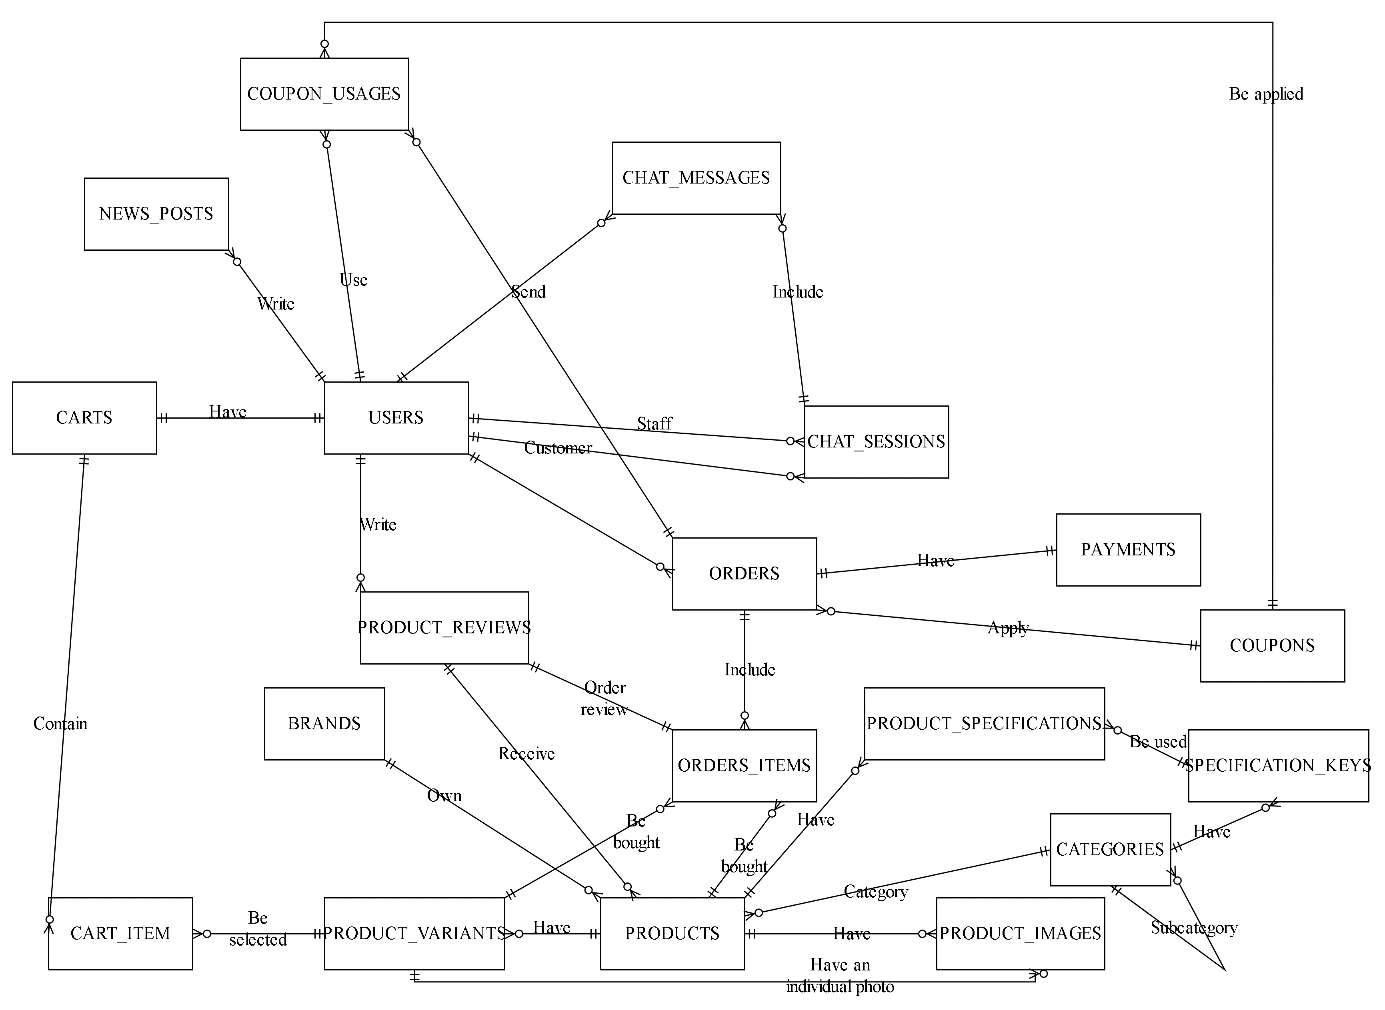 COUPON_USAGES
Be applied
CHAT_MESSAGES
NEWS_POSTS
Use
Send
Include
Write
CARTS
Have
USERS
Staff
CHAT_SESSIONS
Customer
Write
PAYMENTS
Have
ORDERS
PRODUCT_REVIEWS
Apply
COUPONS
Include
Order
review
BRANDS
PRODUCT_SPECIFICATIONS
Contain
Receive
Be used
ORDERS_ITEMS
SPECIFICATION_KEYS
Own
Be
bought
Have
Have
Be
bought
CATEGORIES
Category
Be
selected
CART_ITEM
PRODUCT_VARIANTS
Have
PRODUCTS
Have
PRODUCT_IMAGES
Subcategory
Have an
individual photo